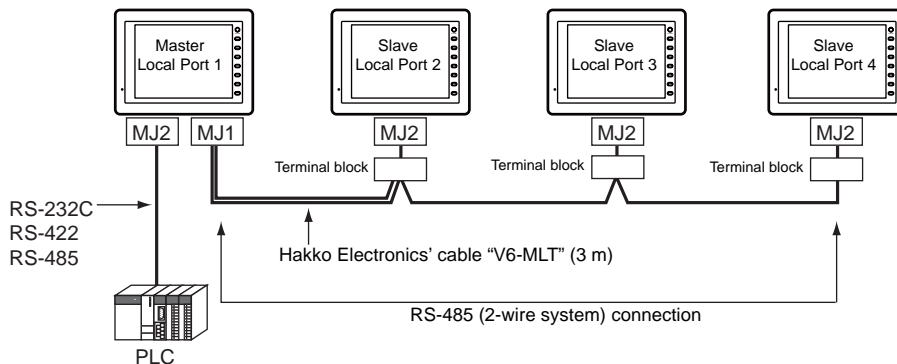 Master
Local Port 1
Slave
Local Port 2
Slave
Local Port 3
Slave
Local Port 4
MJ2
MJ1
MJ2
MJ2
MJ2
Terminal block
Terminal block
Terminal block
RS-232C
RS-422
RS-485
Hakko Electronics’ cable “V6-MLT” (3 m)
RS-485 (2-wire system) connection
PLC